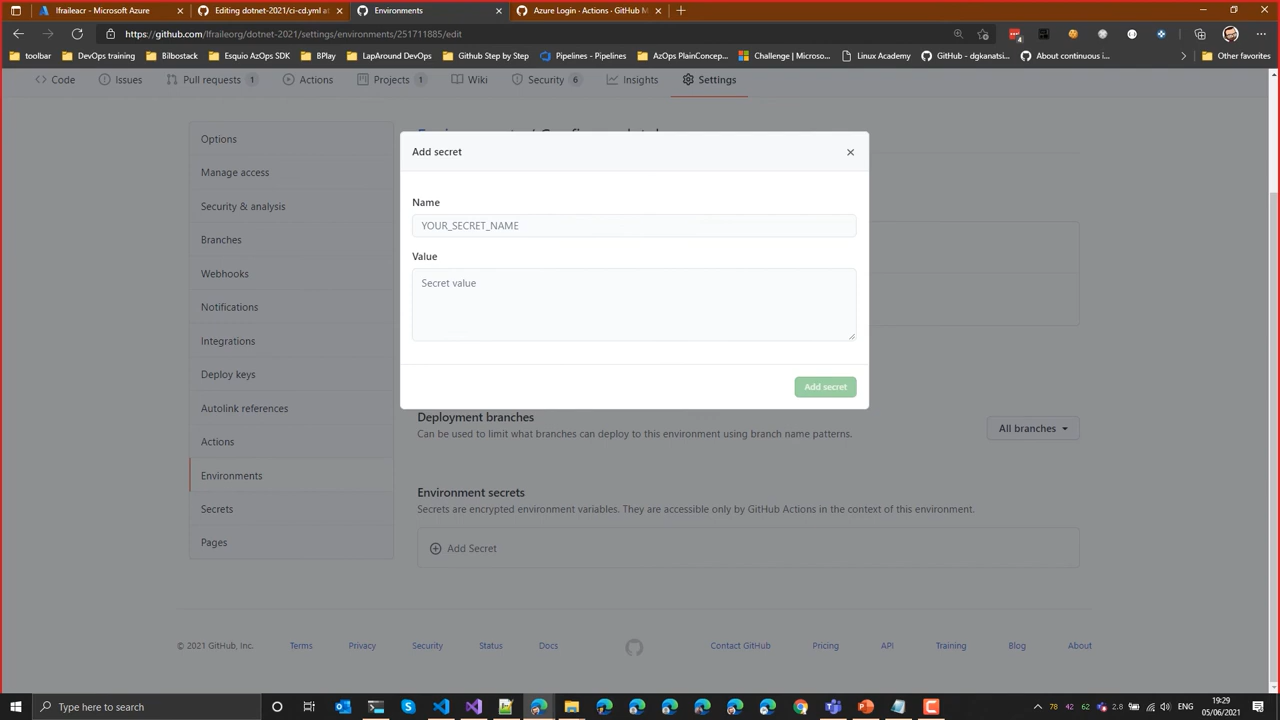 lfraileacr - Microsoft Azure
Editing dotnet-2021/ci-cd.yml at
Environments
Azure Login · Actions · GitHub M
https://github.com/lfraileorg/dotnet-2021/settings/environments/251711885/edit
toolbar
DevOps training
Bilbostack
Esquio AzOps SDK
BPlay
LapAround DevOps
Github Step by Step
Pipelines - Pipelines
AzOps PlainConcep...
Challenge | Microso...
Linux Academy
GitHub - dgkanatsi...
About continuous i...
Other favorites
Code
Issues
Pull requests 1
Actions
Projects 1
Wiki
Security 6
Insights
Settings
Options
Manage access
Security & analysis
Branches
Webhooks
Notifications
Integrations
Deploy keys
Autolink references
Actions
Environments
Secrets
Pages
Add secret
Name
YOUR_SECRET_NAME
Value
Secret value
Add secret
Deployment branches
Can be used to limit what branches can deploy to this environment using branch name patterns.
All branches
Environment secrets
Secrets are encrypted environment variables. They are accessible only by GitHub Actions in the context of this environment.
Add Secret
© 2021 GitHub, Inc.
Terms
Privacy
Security
Status
Docs
Contact GitHub
Pricing
API
Training
Blog
About
Type here to search
78
42
62
2.8
ENG
19:29
05/06/2021